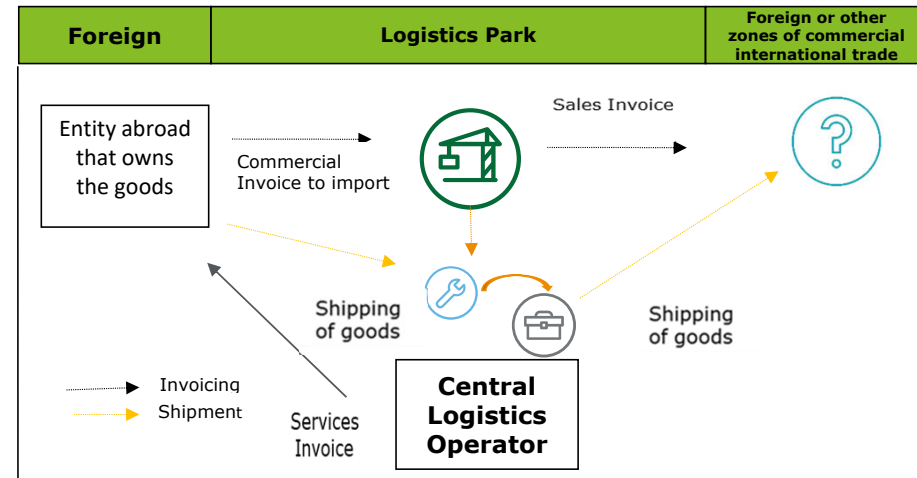 Foreign
Logistics Park
Foreign or other
zones of commercial
international trade
Entity abroad
that owns
the goods
Commercial
Invoice to import
Sales Invoice
Shipping
of goods
Shipping
of goods
Invoicing
Shipment
Services
Invoice
Central
Logistics
Operator